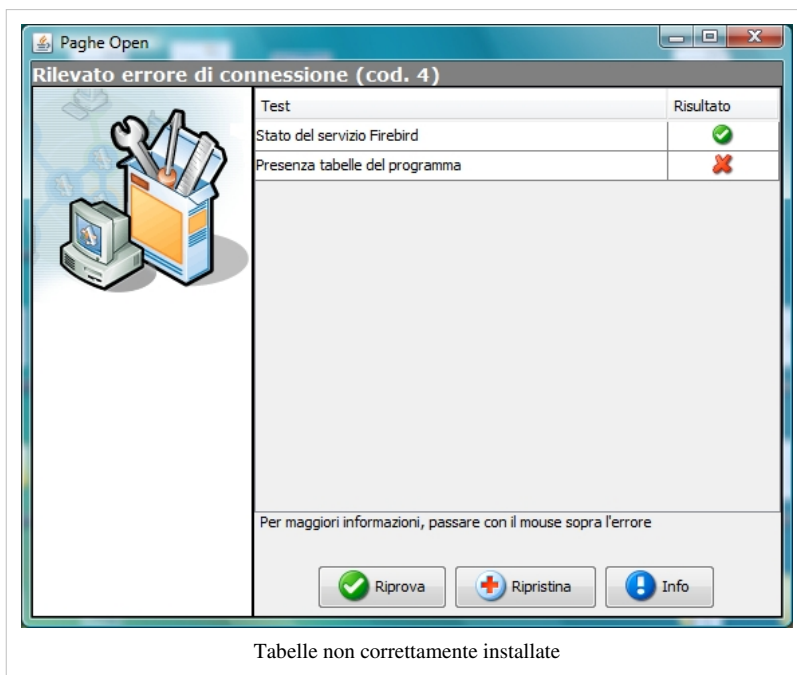 Paghe Open
Rilevato errore di connessione (cod. 4)
Test Risultato
Stato del servizio Firebird
Presenza tabelle del programma
Per maggiori informazioni, passare con il mouse sopra l'errore
Riprova Ripristina Info
Tabelle non correttamente installate